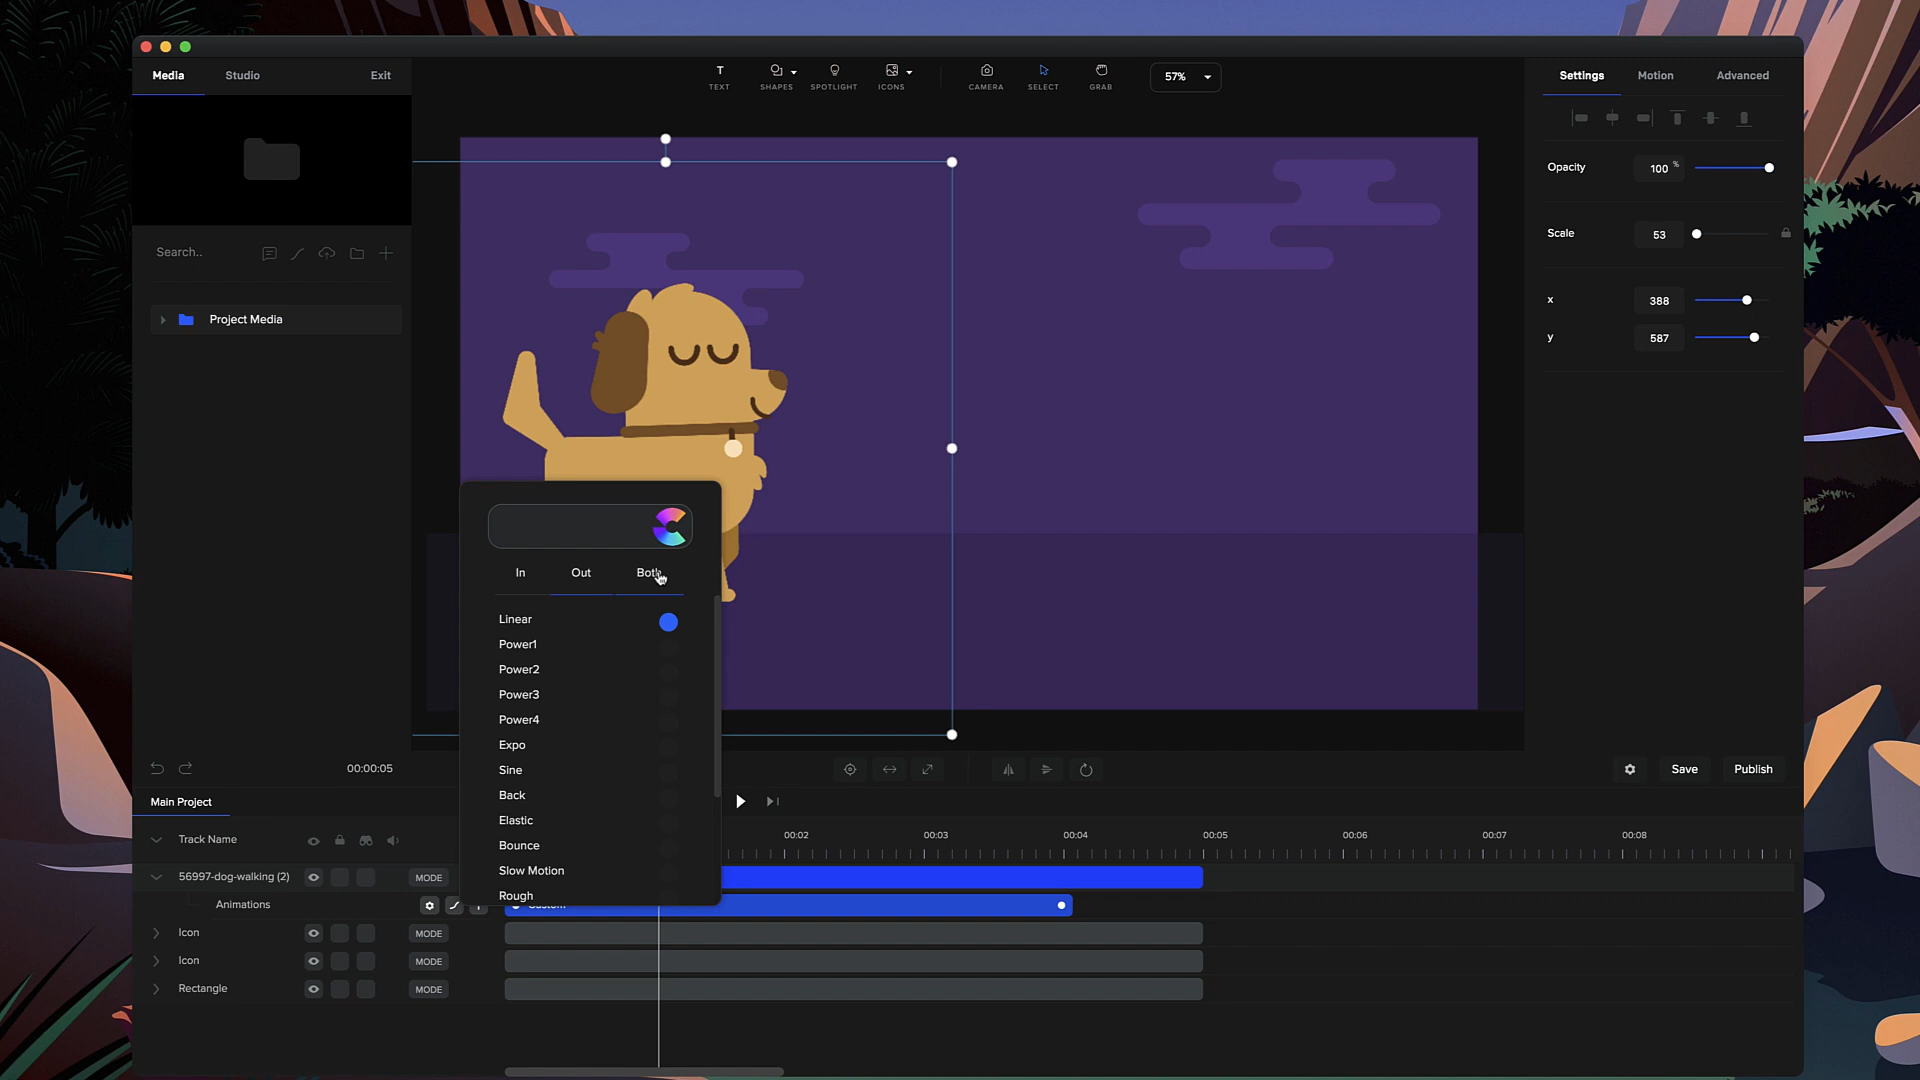 Media Studio Exit
TEXT SHAPES SPOTLIGHT ICONS CAMERA SELECT GRAB 57%
Settings Motion Advanced
Opacity 100 %
Scale 53
x 388
y 587
Search..
Project Media
In Out Both
Linear
Power1
Power2
Power3
Power4
Expo
Sine
Back
Elastic
Bounce
Slow Motion
Rough
00:00:05
Save Publish
Main Project
Track Name
00:02 00:03 00:04 00:05 00:06 00:07 00:08
56997-dog-walking (2) MODE
Animations Custom
Icon MODE
Icon MODE
Rectangle MODE